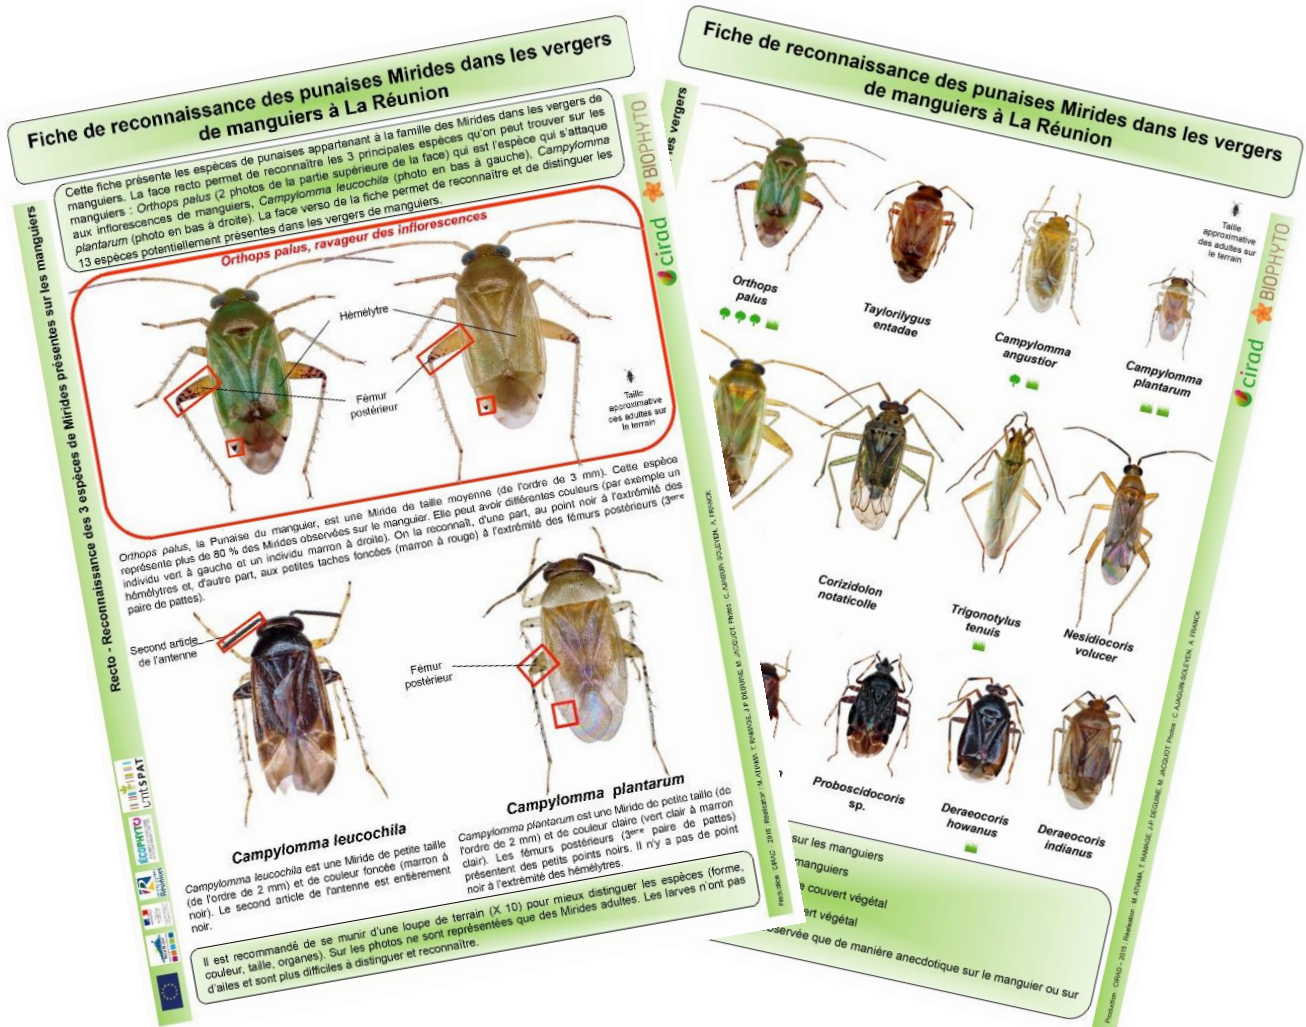 Fiche de reconnaissance des punaises Mirides dans les vergers
de manguiers à La Réunion
Cette fiche présente les espèces de punaises appartenant à la famille des Mirides dans les vergers de
manguiers. La face recto permet de reconnaître les 3 principales espèces qu'on peut trouver sur les
manguiers : Orthops palus (2 photos de la partie supérieure de la face) qui est l'espèce qui s'attaque
aux inflorescences de manguiers, Campylomma leucochila (photo en bas à gauche), Campylomma
plantarum (photo en bas à droite). La face verso de la fiche permet de reconnaître et de distinguer les
13 espèces potentiellement présentes dans les vergers de manguiers.
Recto - Reconnaissance des 3 espèces de Mirides présentes sur les manguiers
BIOPHYTO
cirad
Orthops palus, ravageur des inflorescences
Hémélytre
Fémur
postérieur
Taille
approximative
des adultes sur
le terrain
Orthops palus, la Punaise du manguier, est une Miride de taille moyenne (de l'ordre de 3 mm). Cette espèce
représente plus de 80 % des Mirides observées sur le manguier. Elle peut avoir différentes couleurs (par exemple un
individu vert à gauche et un individu marron à droite). On la reconnaît, d'une part, au point noir à l'extrémité des
hémélytres et, d'autre part, aux petites taches foncées (marron à rouge) à l'extrémité des fémurs postérieurs (3ème
paire de pattes).
Second article
de l'antenne
Fémur
postérieur
Campylomma leucochila
Campylomma leucochila est une Miride de petite taille
(de l'ordre de 2 mm) et de couleur foncée (marron à
noir). Le second article de l'antenne est entièrement
noir.
Campylomma plantarum
Campylomma plantarum est une Miride de petite taille (de
l'ordre de 2 mm) et de couleur claire (vert clair à marron
clair). Les fémurs postérieurs (3ème paire de pattes)
présentent des petits points noirs. Il n'y a pas de point
noir à l'extrémité des hémélytres.
Il est recommandé de se munir d'une loupe de terrain (X 10) pour mieux distinguer les espèces (forme,
couleur, taille, organes). Sur les photos ne sont représentées que des Mirides adultes. Les larves n'ont pas
d'ailes et sont plus difficiles à distinguer et reconnaître.
ÉCOPHYTO
Fiche de reconnaissance des punaises Mirides dans les vergers
de manguiers à La Réunion
les vergers
Orthops
palus
Taylorilygus
entadae
Campylomma
angustior
Campylomma
plantarum
Taille
approximative
des adultes sur
le terrain
BIOPHYTO
cirad
Corizidolon
notaticolle
Trigonotylus
tenuis
Nesidiocoris
volucer
Proboscidocoris
sp.
Deraeocoris
howanus
Deraeocoris
indianus
sur les manguiers
manguiers
e couvert végétal
ert végétal
bservée que de manière anecdotique sur le manguier ou sur
Production : CIRAD - 2015 ; Réalisation : M. ATIAMA, T. RAMAGE, J-P DEGUINE, M. JACQUOT. Photos : C. AJAGUIN-SOLEYEN, A. FRANCK